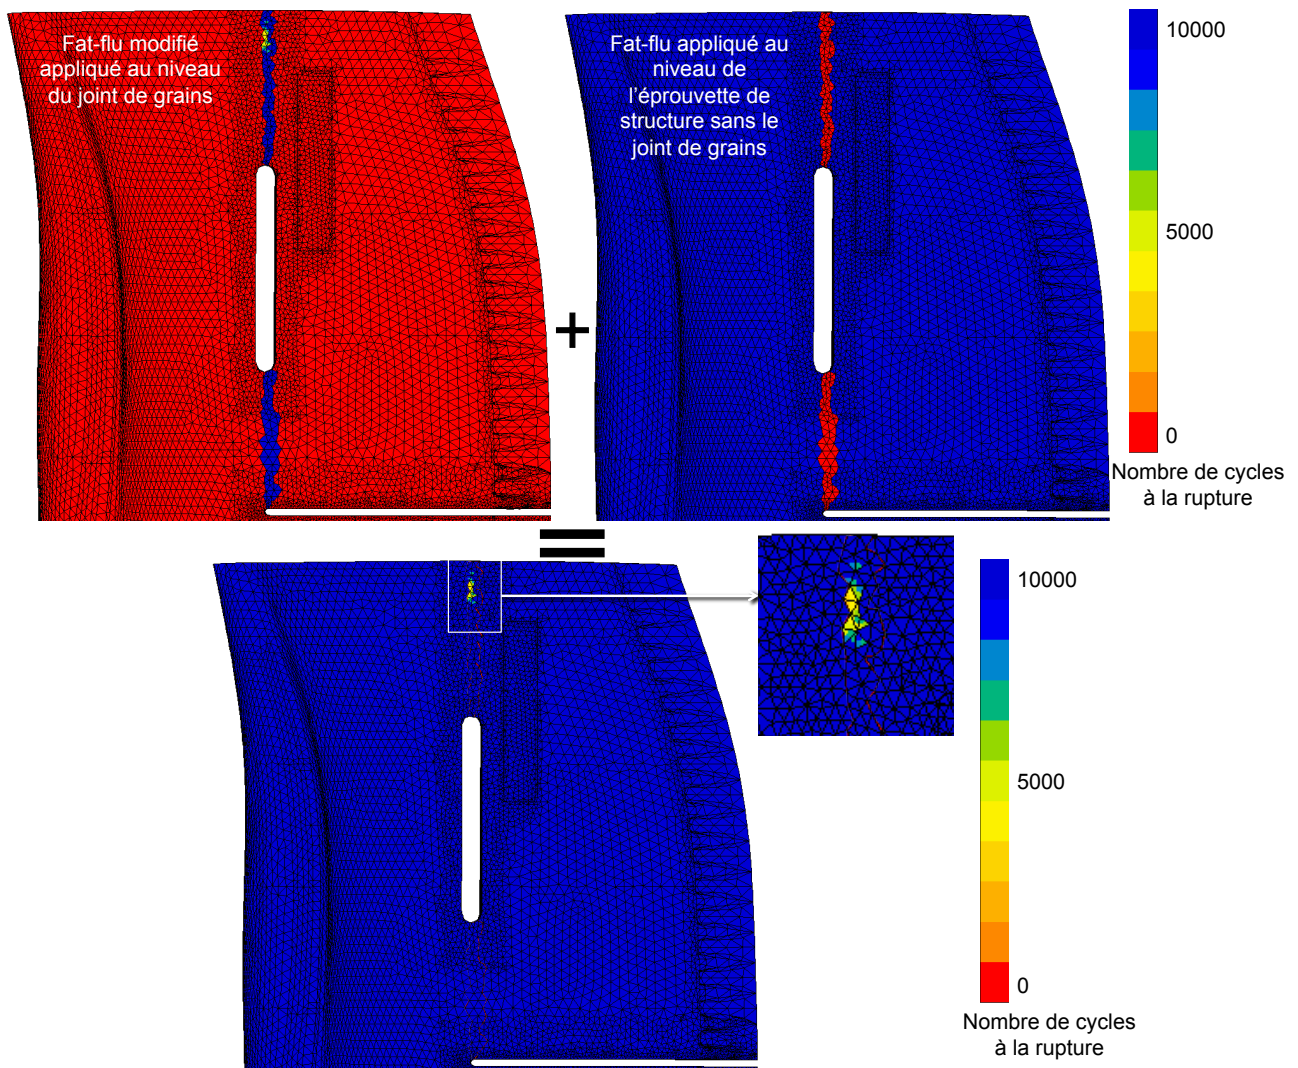 Fat-flu modifié
appliqué au niveau
du joint de grains
Fat-flu appliqué au
niveau de
l'éprouvette de
structure sans le
joint de grains
10000
5000
0
Nombre de cycles
à la rupture
+
=
10000
5000
0
Nombre de cycles
à la rupture